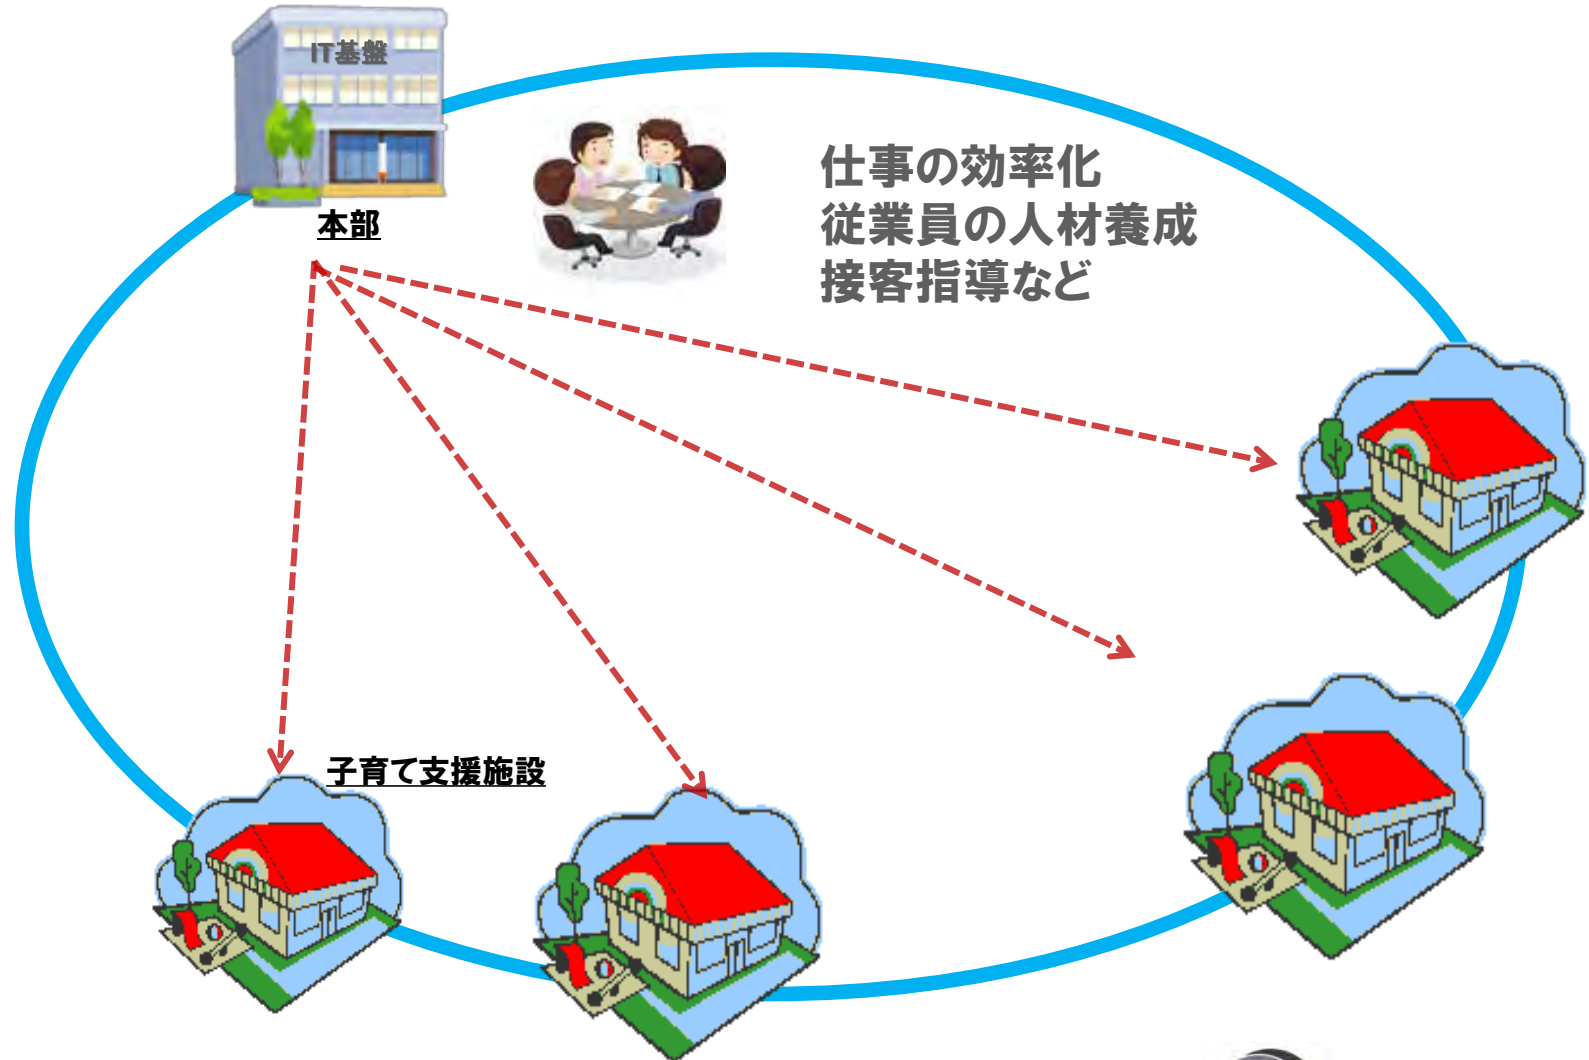 IT基盤
本部
仕事の効率化
従業員の人材養成
接客指導など
子育て支援施設